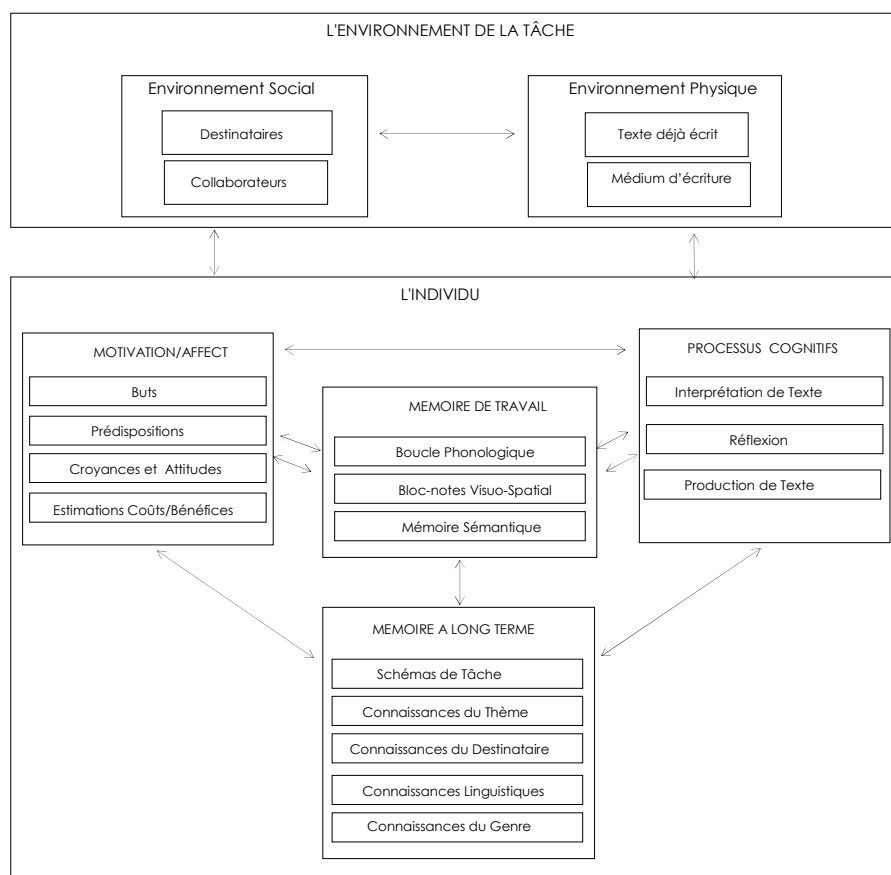 L'ENVIRONNEMENT DE LA TÂCHE
Environnement Social
Destinataires
Collaborateurs
Environnement Physique
Texte déjà écrit
Médium d'écriture
L'INDIVIDU
MOTIVATION/AFFECT
Buts
Prédispositions
Croyances et Attitudes
Estimations Coûts/Bénéfices
MEMOIRE DE TRAVAIL
Boucle Phonologique
Bloc-notes Visuo-Spatial
Mémoire Sémantique
PROCESSUS COGNITIFS
Interprétation de Texte
Réflexion
Production de Texte
MEMOIRE A LONG TERME
Schémas de Tâche
Connaissances du Thème
Connaissances du Destinataire
Connaissances Linguistiques
Connaissances du Genre